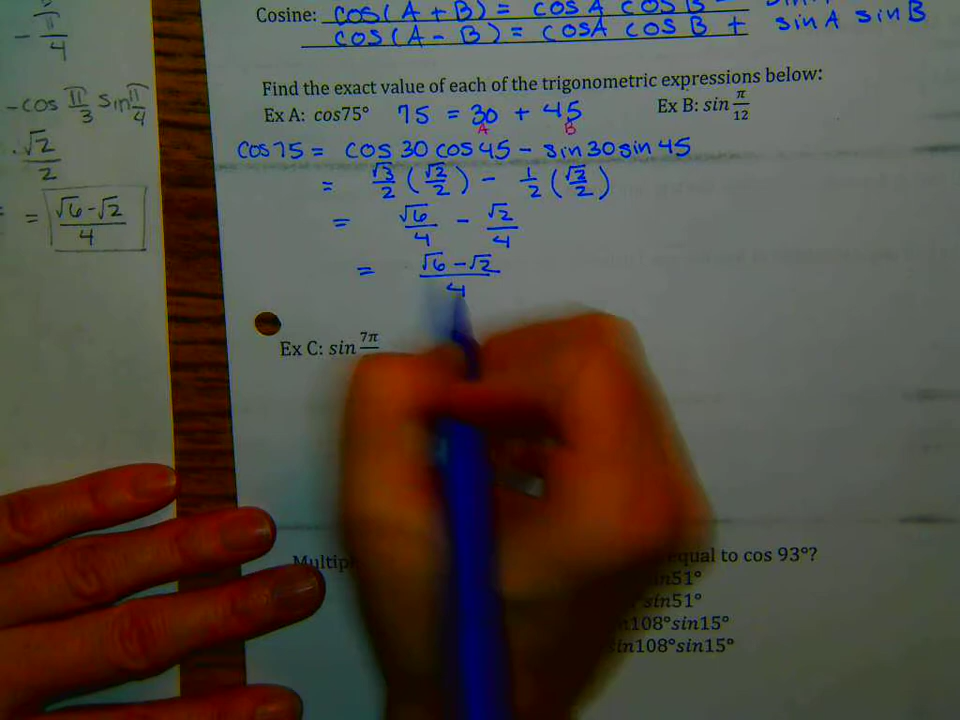 Cosine: cos(A + B) = cos A cos B
cos(A - B) = cosA cos B + sin A sin B
Find the exact value of each of the trigonometric expressions below:
Ex A: cos75° 75 = 30 + 45 Ex B: sin π/12
A B
cos 75 = cos 30 cos 45 - sin 30 sin 45
= √3/2 (√2/2) - 1/2 (√2/2)
= √6/4 - √2/4
= √6-√2/4
Ex C: sin 7π
equal to cos 93°?
sin51°
sin51°
108°sin15°
sin108°sin15°
- π/4
-cos π/3 sin π/4
. √2/2
= √6-√2/4